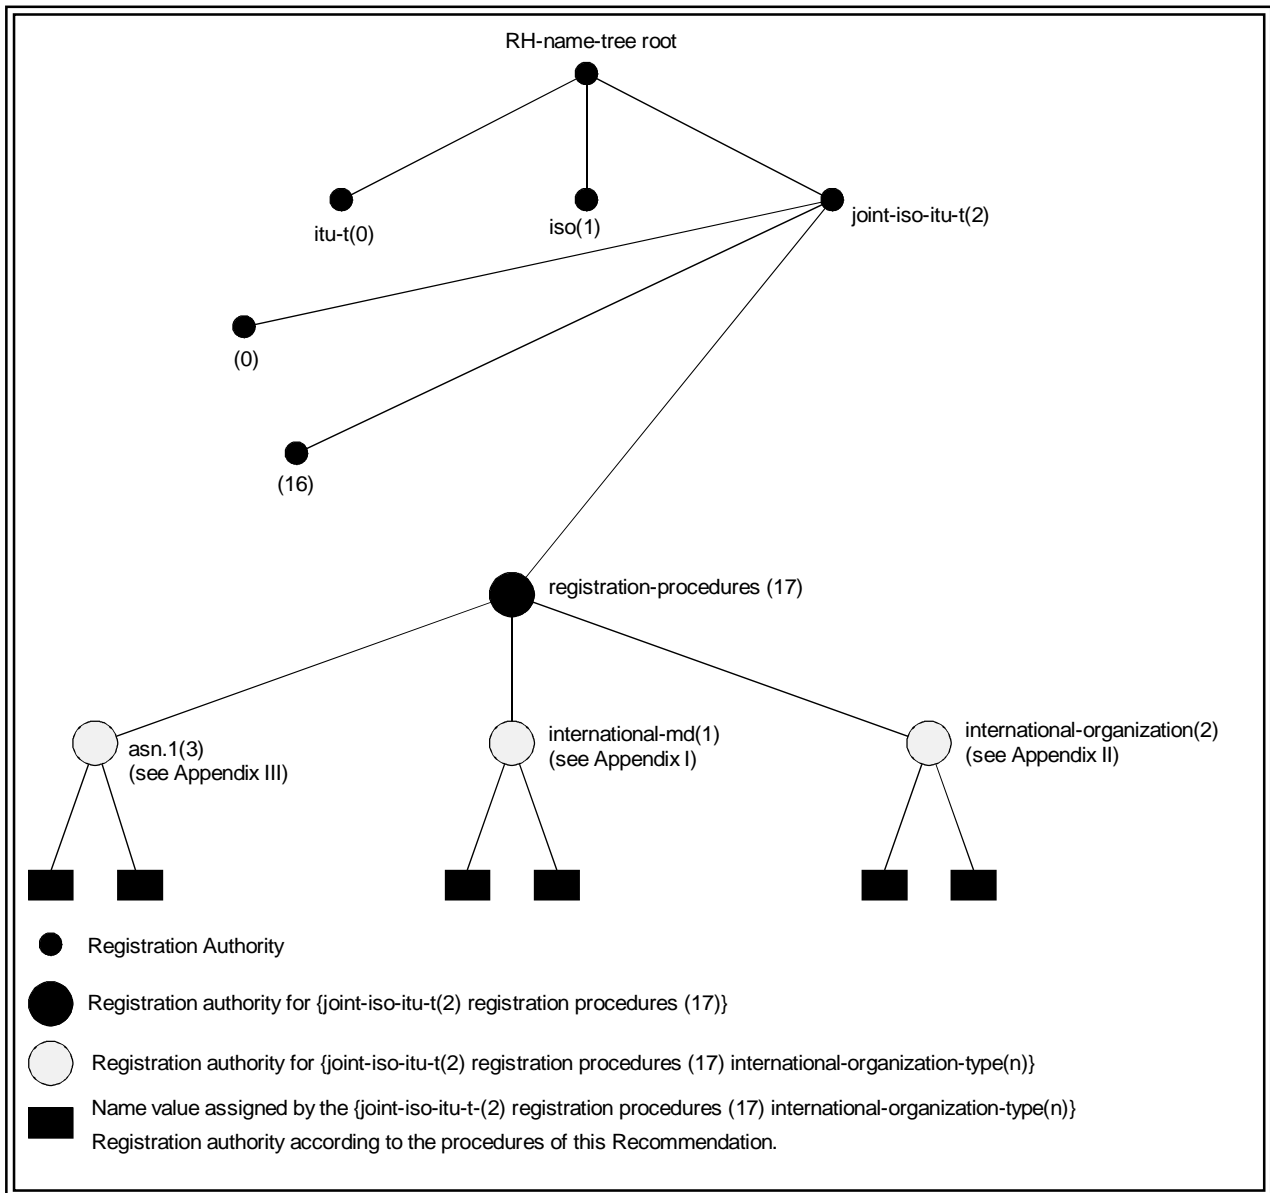 RH-name-tree root
itu-t(0)
iso(1)
joint-iso-itu-t(2)
(0)
(16)
registration-procedures (17)
asn.1(3)
(see Appendix III)
international-md(1)
(see Appendix I)
international-organization(2)
(see Appendix II)
Registration Authority
Registration authority for {joint-iso-itu-t(2) registration procedures (17)}
Registration authority for {joint-iso-itu-t(2) registration procedures (17) international-organization-type(n)}
Name value assigned by the {joint-iso-itu-t-(2) registration procedures (17) international-organization-type(n)}
Registration authority according to the procedures of this Recommendation.